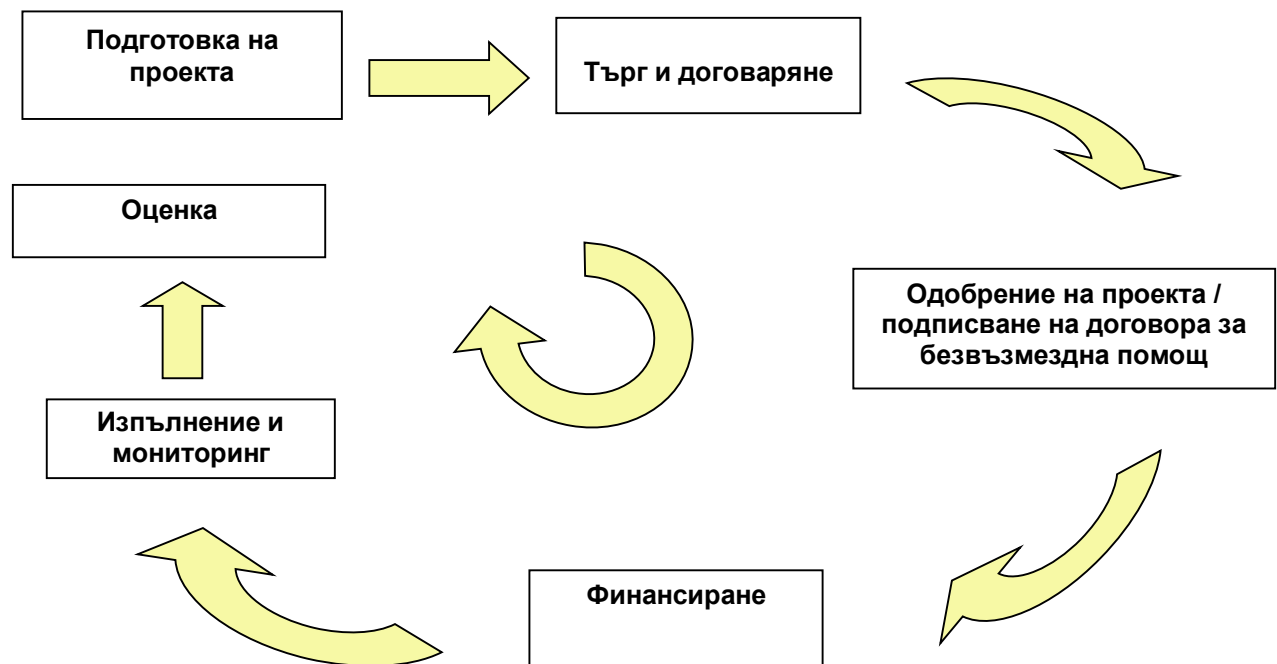 Подготовка на
проекта
Търг и договаряне
Оценка
Одобрение на проекта /
подписване на договора за
безвъзмездна помощ
Изпълнение и
мониторинг
Финансиране